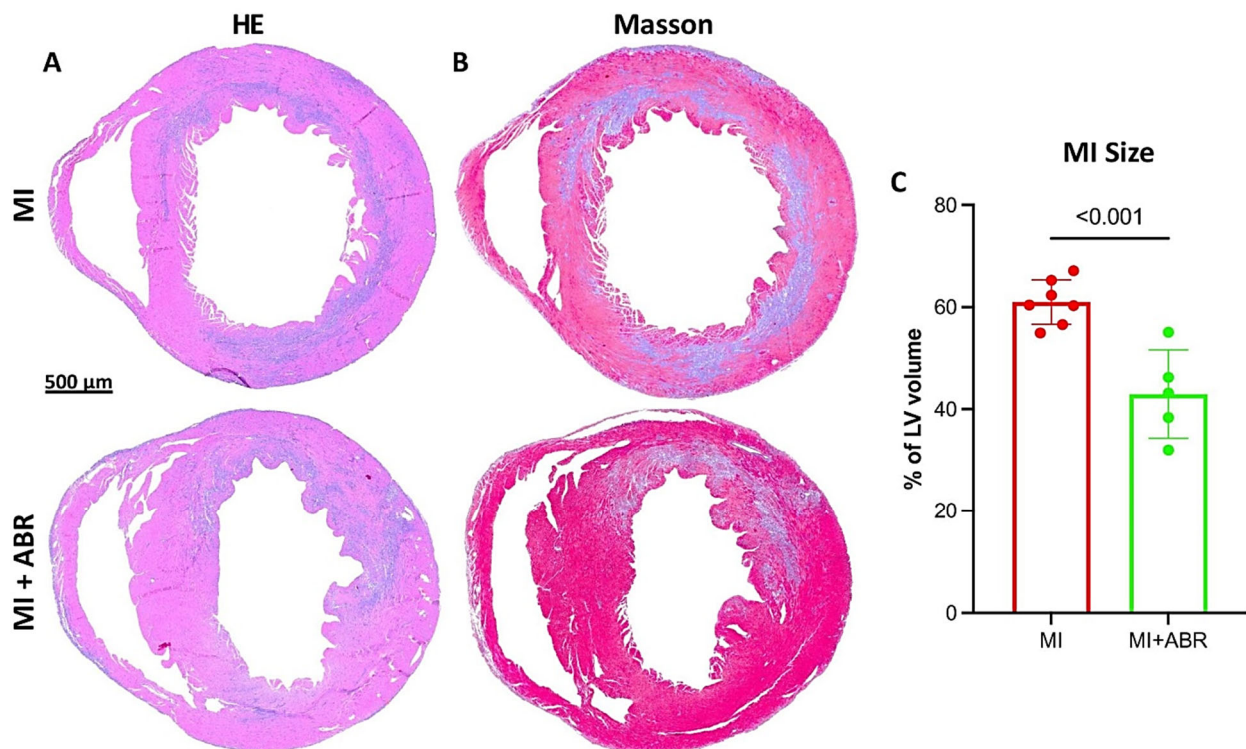 HE
Masson
A
B
MI
500 µm
MI + ABR
C
MI Size
<0.001
% of LV volume
80
60
40
20
0
MI
MI+ABR